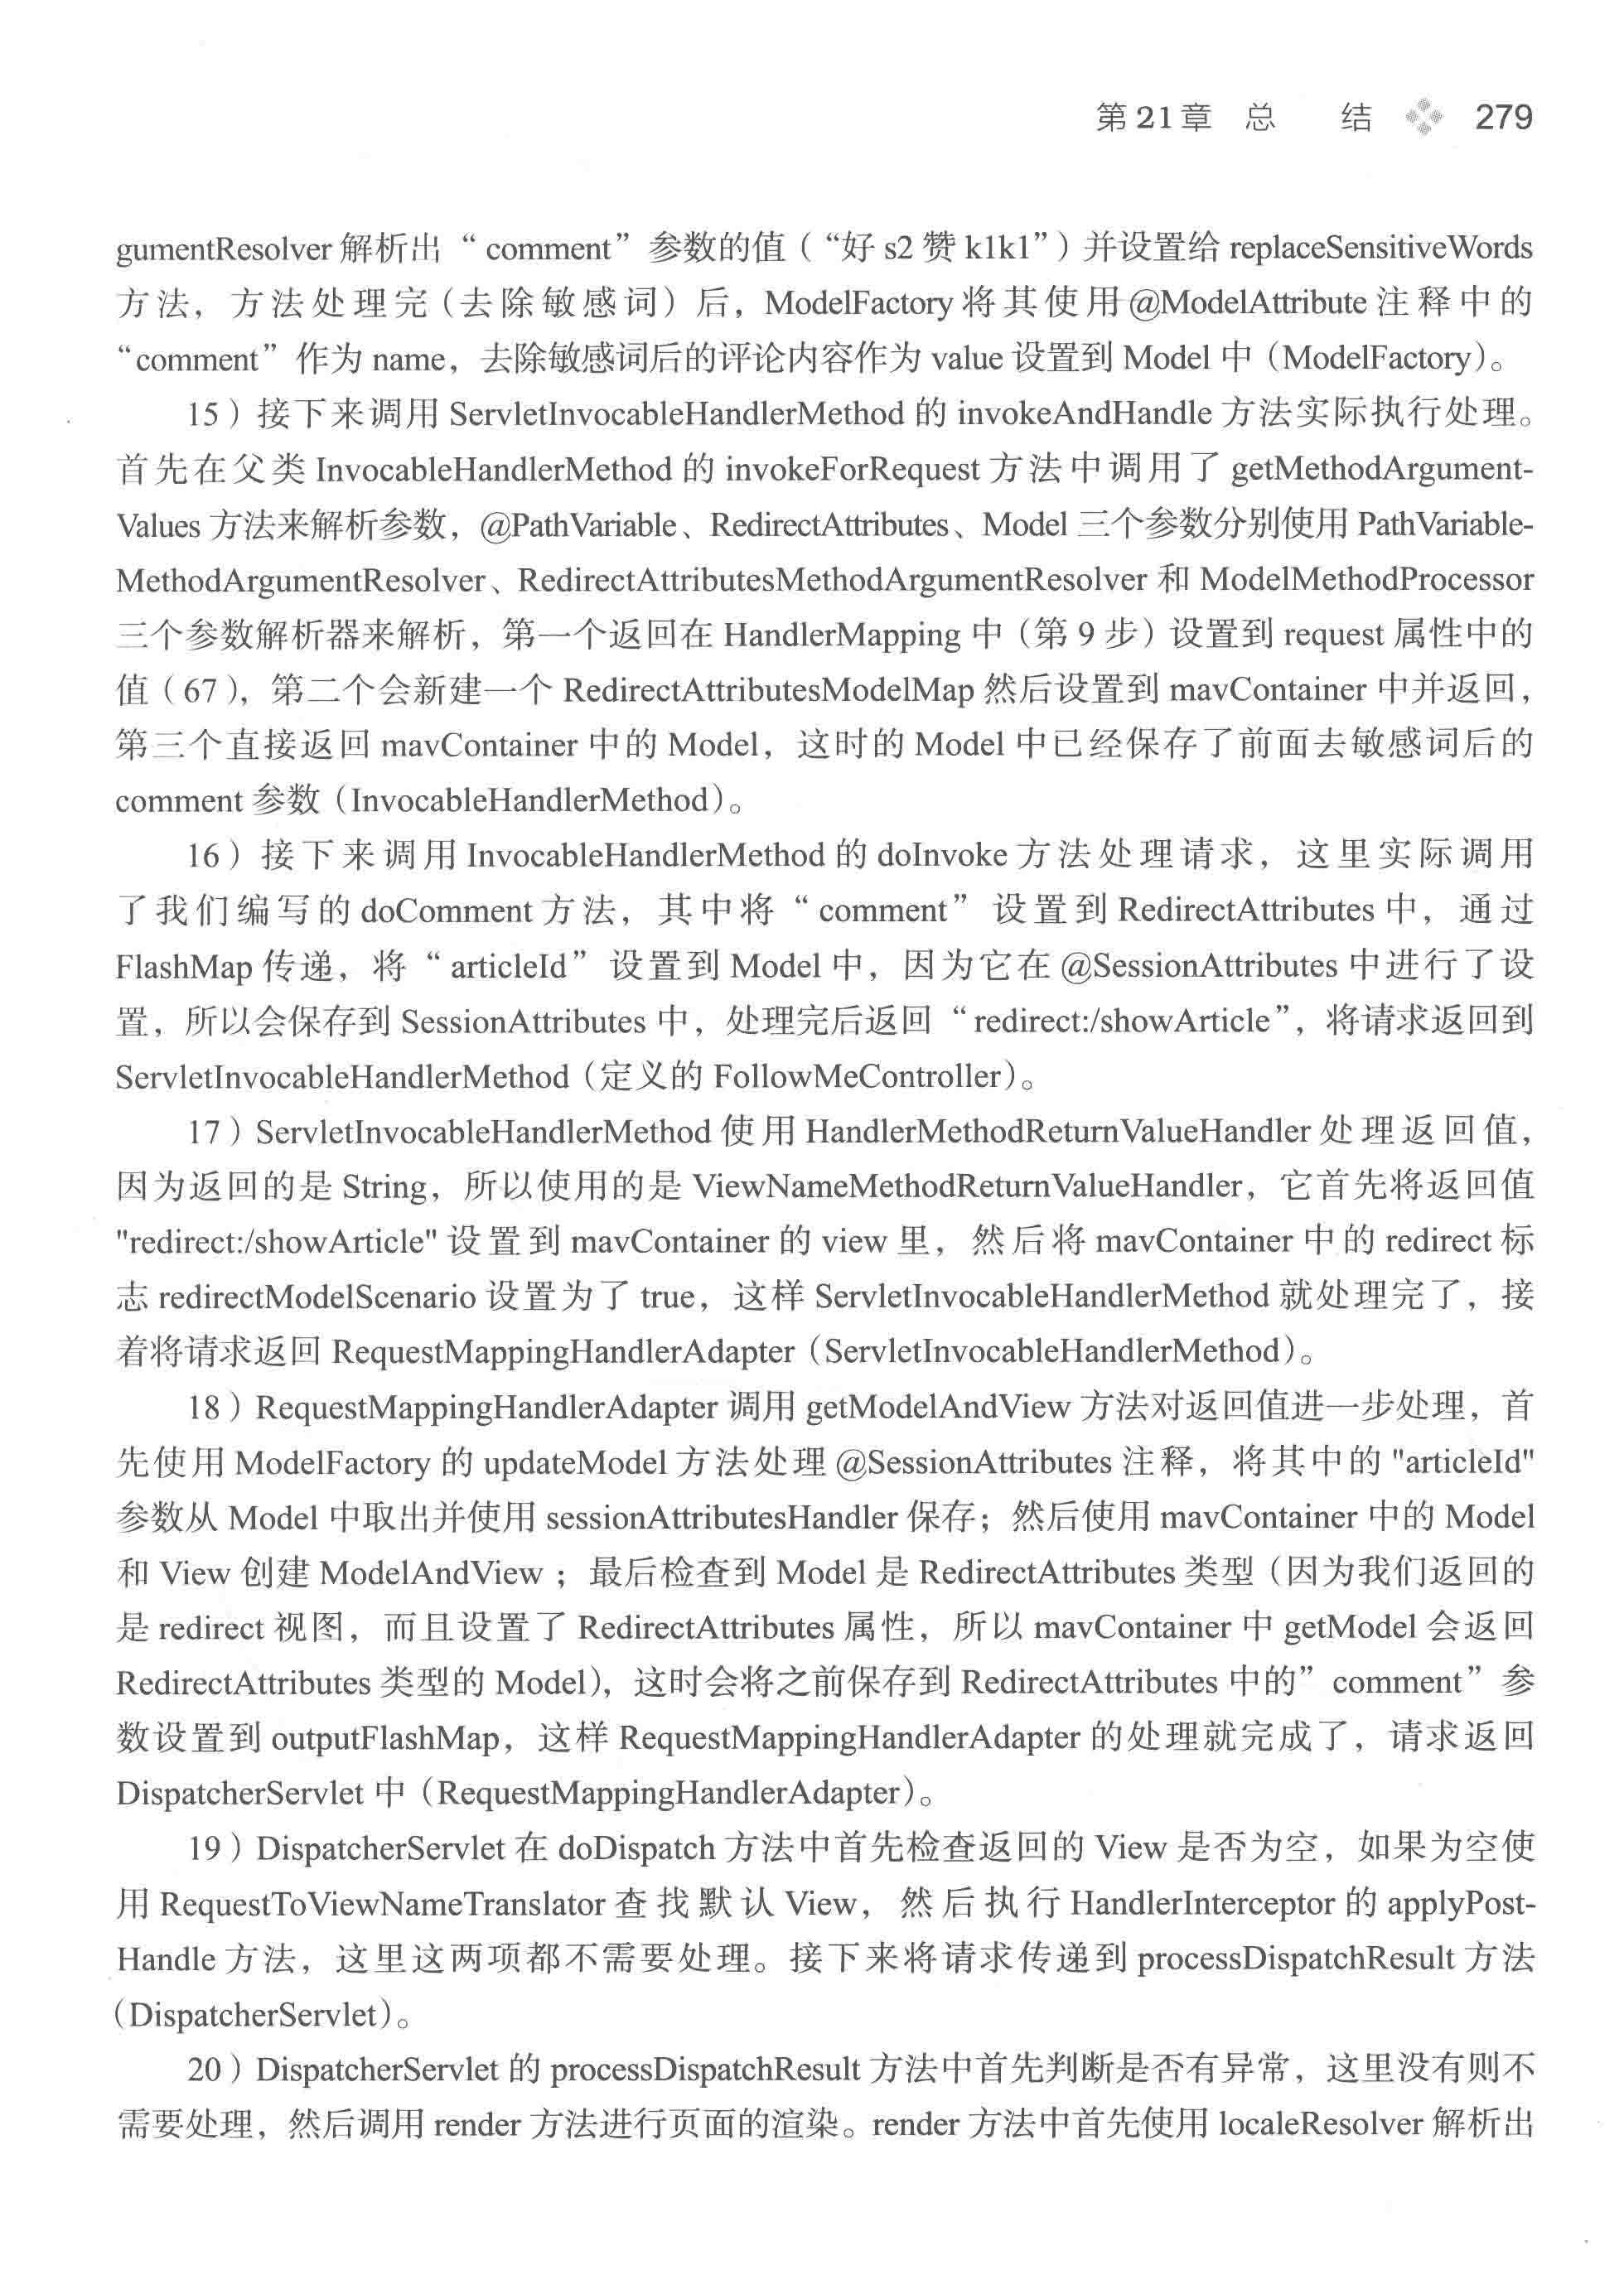 第21章 总 结 279
gumentResolver 解析出 “comment” 参数的值（“好 s2 赞 k1k1”）并设置给 replaceSensitiveWords
方法，方法处理完（去除敏感词）后，ModelFactory 将其使用 @ModelAttribute 注释中的
“comment” 作为 name，去除敏感词后的评论内容作为 value 设置到 Model 中（ModelFactory）。
15）接下来调用 ServletInvocableHandlerMethod 的 invokeAndHandle 方法实际执行处理。
首先在父类 InvocableHandlerMethod 的 invokeForRequest 方法中调用了 getMethodArgument-
Values 方法来解析参数，@PathVariable、RedirectAttributes、Model 三个参数分别使用 PathVariable-
MethodArgumentResolver、RedirectAttributesMethodArgumentResolver 和 ModelMethodProcessor
三个参数解析器来解析，第一个返回在 HandlerMapping 中（第 9 步）设置到 request 属性中的
值（67），第二个会新建一个 RedirectAttributesModelMap 然后设置到 mavContainer 中并返回，
第三个直接返回 mavContainer 中的 Model，这时的 Model 中已经保存了前面去敏感词后的
comment 参数（InvocableHandlerMethod）。
16）接下来调用 InvocableHandlerMethod 的 doInvoke 方法处理请求，这里实际调用
了我们编写的 doComment 方法，其中将 “comment” 设置到 RedirectAttributes 中，通过
FlashMap 传递，将 “articleId” 设置到 Model 中，因为它在 @SessionAttributes 中进行了设
置，所以会保存到 SessionAttributes 中，处理完后返回 “redirect:/showArticle”，将请求返回到
ServletInvocableHandlerMethod（定义的 FollowMeController）。
17）ServletInvocableHandlerMethod 使用 HandlerMethodReturnValueHandler 处理返回值，
因为返回的是 String，所以使用的是 ViewNameMethodReturnValueHandler，它首先将返回值
"redirect:/showArticle" 设置到 mavContainer 的 view 里，然后将 mavContainer 中的 redirect 标
志 redirectModelScenario 设置为了 true，这样 ServletInvocableHandlerMethod 就处理完了，接
着将请求返回 RequestMappingHandlerAdapter（ServletInvocableHandlerMethod）。
18）RequestMappingHandlerAdapter 调用 getModelAndView 方法对返回值进一步处理，首
先使用 ModelFactory 的 updateModel 方法处理 @SessionAttributes 注释，将其中的 "articleId"
参数从 Model 中取出并使用 sessionAttributesHandler 保存；然后使用 mavContainer 中的 Model
和 View 创建 ModelAndView；最后检查到 Model 是 RedirectAttributes 类型（因为我们返回的
是 redirect 视图，而且设置了 RedirectAttributes 属性，所以 mavContainer 中 getModel 会返回
RedirectAttributes 类型的 Model），这时会将之前保存到 RedirectAttributes 中的” comment” 参
数设置到 outputFlashMap，这样 RequestMappingHandlerAdapter 的处理就完成了，请求返回
DispatcherServlet 中（RequestMappingHandlerAdapter）。
19）DispatcherServlet 在 doDispatch 方法中首先检查返回的 View 是否为空，如果为空使
用 RequestToViewNameTranslator 查找默认 View，然后执行 HandlerInterceptor 的 applyPost-
Handle 方法，这里这两项都不需要处理。接下来将请求传递到 processDispatchResult 方法
（DispatcherServlet）。
20）DispatcherServlet 的 processDispatchResult 方法中首先判断是否有异常，这里没有则不
需要处理，然后调用 render 方法进行页面的渲染。render 方法中首先使用 localeResolver 解析出